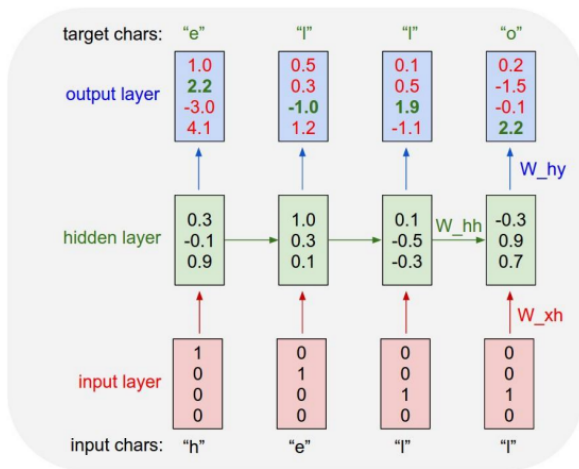 target chars: “e” “l” “l” “o”
output layer
1.0 0.5 0.1 0.2
2.2 0.3 0.5 -1.5
-3.0 -1.0 1.9 -0.1
4.1 1.2 -1.1 2.2
W_hy
hidden layer
0.3 1.0 0.1 -0.3
-0.1 0.3 -0.5 0.9
0.9 0.1 -0.3 0.7
W_hh
W_xh
input layer
1 0 0 0
0 1 0 0
0 0 1 1
0 0 0 0
input chars: “h” “e” “l” “l”